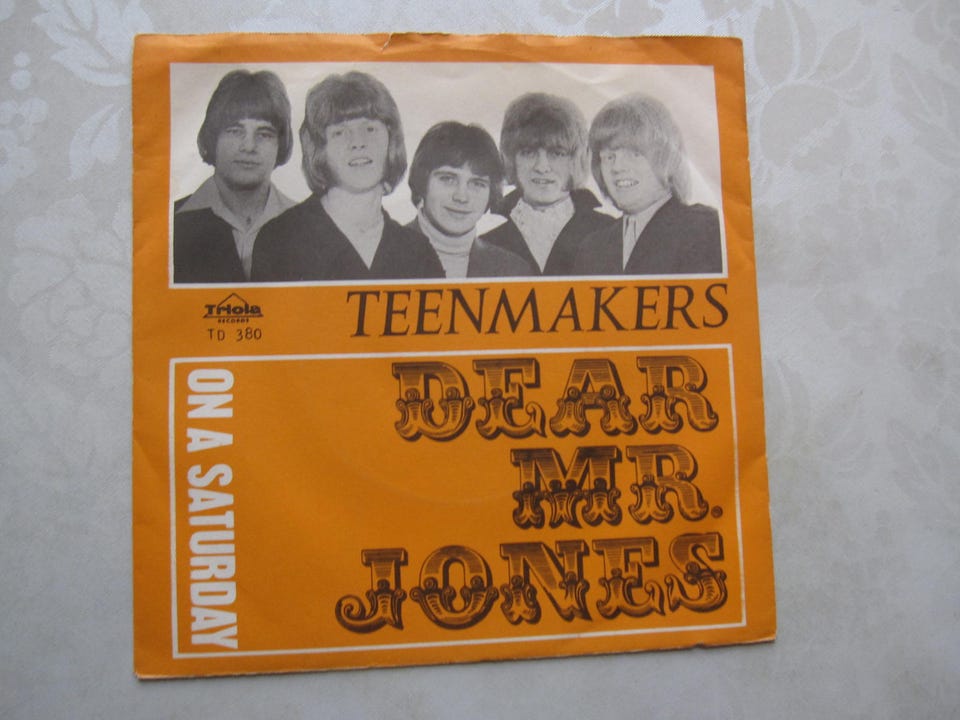 Triola
RECORDS
TD 380
TEENMAKERS
DEAR
MR.
JONES
ON A SATURDAY